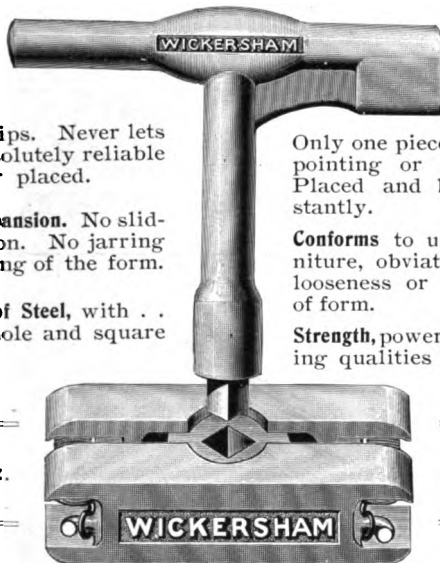 WICKERSHAM
ips. Never lets
solutely reliable
placed.
ansion. No slid-
on. No jarring
ng of the form.
of Steel, with . .
ole and square
Only one piece
pointing or
Placed and
stantly.
Conforms to u
niture, obviat
looseness or
of form.
Strength, power
ing qualities
WICKERSHAM